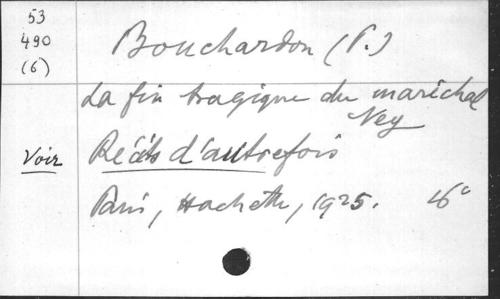 53
490
(6)
Bouchardon (P.)
La fin tragique du maréchal
Ney
Voir Récits d'autrefois
Paris, Hachette, 1925. 16°